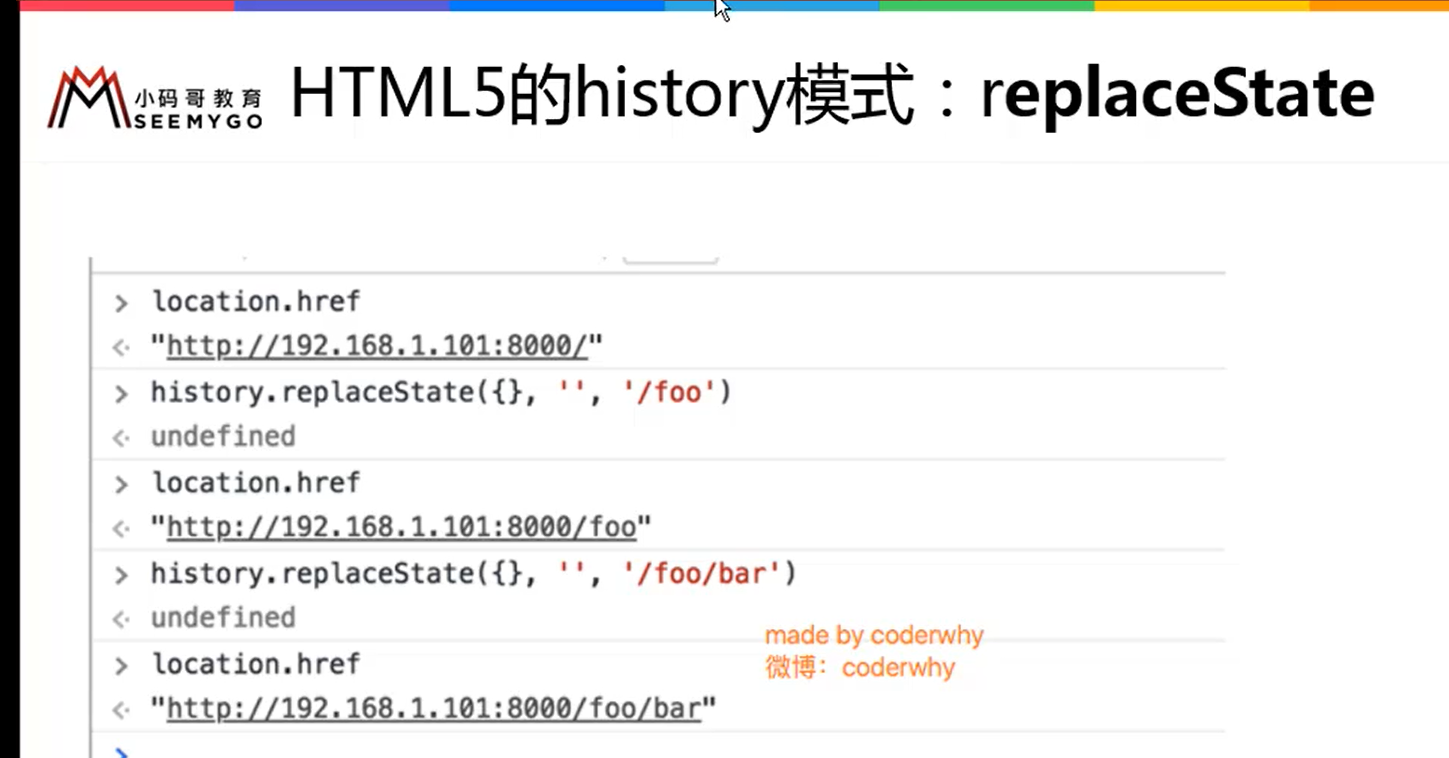 小码哥教育
SEEMYGO
HTML5的history模式：replaceState
> location.href
<· "http://192.168.1.101:8000/"
> history.replaceState({}, '', '/foo')
<· undefined
> location.href
<· "http://192.168.1.101:8000/foo"
> history.replaceState({}, '', '/foo/bar')
<· undefined
made by coderwhy
> location.href
微博：coderwhy
<· "http://192.168.1.101:8000/foo/bar"
>